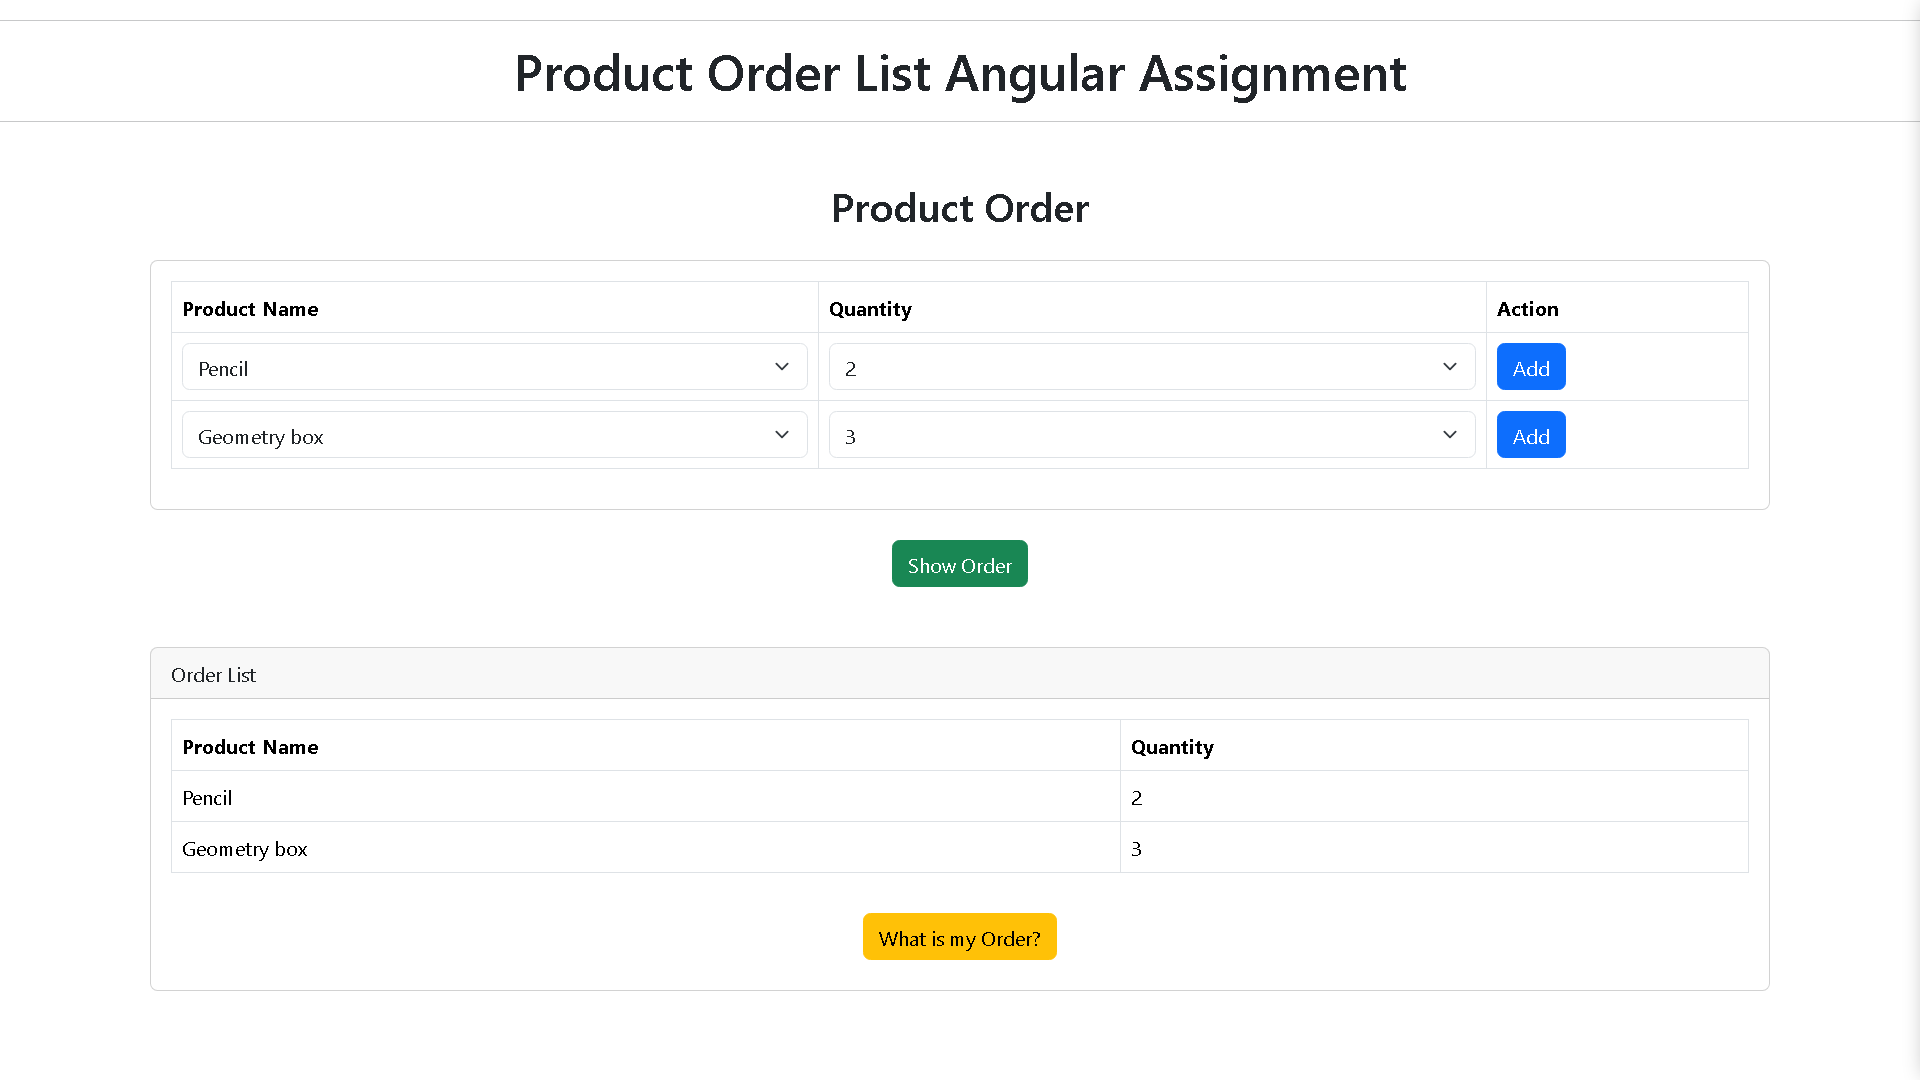 Product Order List Angular Assignment
Product Order
Product Name Quantity Action
Pencil 2 Add
Geometry box 3 Add
Show Order
Order List
Product Name Quantity
Pencil 2
Geometry box 3
What is my Order?